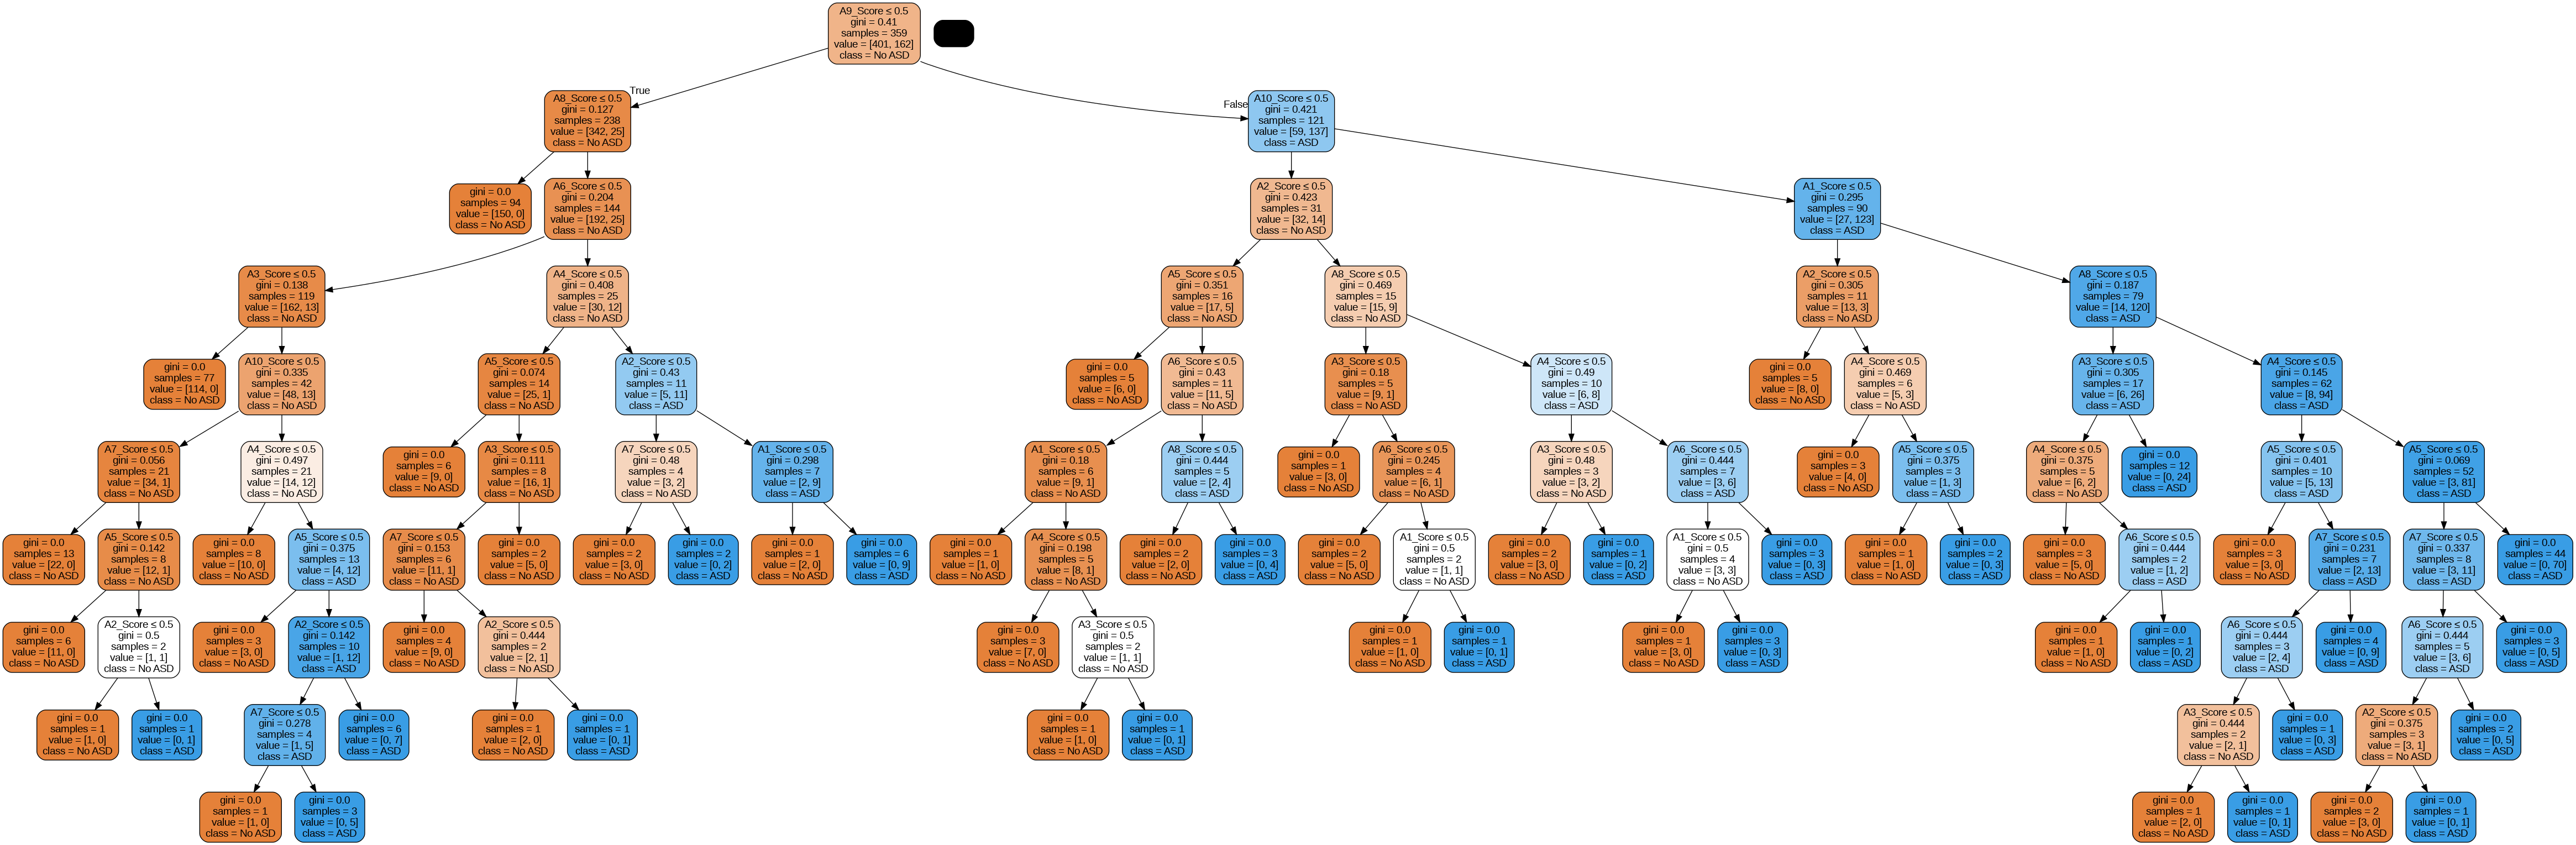 A9_Score ≤ 0.5
gini = 0.41
samples = 359
value = [401, 162]
class = No ASD
True
False
A8_Score ≤ 0.5
gini = 0.127
samples = 238
value = [342, 25]
class = No ASD
A10_Score ≤ 0.5
gini = 0.421
samples = 121
value = [59, 137]
class = ASD
gini = 0.0
samples = 94
value = [150, 0]
class = No ASD
A6_Score ≤ 0.5
gini = 0.204
samples = 144
value = [192, 25]
class = No ASD
A2_Score ≤ 0.5
gini = 0.423
samples = 31
value = [32, 14]
class = No ASD
A1_Score ≤ 0.5
gini = 0.295
samples = 90
value = [27, 123]
class = ASD
A3_Score ≤ 0.5
gini = 0.138
samples = 119
value = [162, 13]
class = No ASD
A4_Score ≤ 0.5
gini = 0.408
samples = 25
value = [30, 12]
class = No ASD
A5_Score ≤ 0.5
gini = 0.351
samples = 16
value = [17, 5]
class = No ASD
A8_Score ≤ 0.5
gini = 0.469
samples = 15
value = [15, 9]
class = No ASD
A2_Score ≤ 0.5
gini = 0.305
samples = 11
value = [13, 3]
class = No ASD
A8_Score ≤ 0.5
gini = 0.187
samples = 79
value = [14, 120]
class = ASD
gini = 0.0
samples = 77
value = [114, 0]
class = No ASD
A10_Score ≤ 0.5
gini = 0.335
samples = 42
value = [48, 13]
class = No ASD
A5_Score ≤ 0.5
gini = 0.074
samples = 14
value = [25, 1]
class = No ASD
A2_Score ≤ 0.5
gini = 0.43
samples = 11
value = [5, 11]
class = ASD
gini = 0.0
samples = 5
value = [6, 0]
class = No ASD
A6_Score ≤ 0.5
gini = 0.43
samples = 11
value = [11, 5]
class = No ASD
A3_Score ≤ 0.5
gini = 0.18
samples = 5
value = [9, 1]
class = No ASD
A4_Score ≤ 0.5
gini = 0.49
samples = 10
value = [6, 8]
class = ASD
gini = 0.0
samples = 5
value = [8, 0]
class = No ASD
A4_Score ≤ 0.5
gini = 0.469
samples = 6
value = [5, 3]
class = No ASD
A3_Score ≤ 0.5
gini = 0.305
samples = 17
value = [6, 26]
class = ASD
A4_Score ≤ 0.5
gini = 0.145
samples = 62
value = [8, 94]
class = ASD
A7_Score ≤ 0.5
gini = 0.056
samples = 21
value = [34, 1]
class = No ASD
A4_Score ≤ 0.5
gini = 0.497
samples = 21
value = [14, 12]
class = No ASD
gini = 0.0
samples = 6
value = [9, 0]
class = No ASD
A3_Score ≤ 0.5
gini = 0.111
samples = 8
value = [16, 1]
class = No ASD
A7_Score ≤ 0.5
gini = 0.48
samples = 4
value = [3, 2]
class = No ASD
A1_Score ≤ 0.5
gini = 0.298
samples = 7
value = [2, 9]
class = ASD
A1_Score ≤ 0.5
gini = 0.18
samples = 6
value = [9, 1]
class = No ASD
A8_Score ≤ 0.5
gini = 0.444
samples = 5
value = [2, 4]
class = ASD
gini = 0.0
samples = 1
value = [3, 0]
class = No ASD
A6_Score ≤ 0.5
gini = 0.245
samples = 4
value = [6, 1]
class = No ASD
A3_Score ≤ 0.5
gini = 0.48
samples = 3
value = [3, 2]
class = No ASD
A6_Score ≤ 0.5
gini = 0.444
samples = 7
value = [3, 6]
class = ASD
gini = 0.0
samples = 3
value = [4, 0]
class = No ASD
A5_Score ≤ 0.5
gini = 0.375
samples = 3
value = [1, 3]
class = ASD
A4_Score ≤ 0.5
gini = 0.375
samples = 5
value = [6, 2]
class = No ASD
gini = 0.0
samples = 12
value = [0, 24]
class = ASD
A5_Score ≤ 0.5
gini = 0.401
samples = 10
value = [5, 13]
class = ASD
A5_Score ≤ 0.5
gini = 0.069
samples = 52
value = [3, 81]
class = ASD
gini = 0.0
samples = 13
value = [22, 0]
class = No ASD
A5_Score ≤ 0.5
gini = 0.142
samples = 8
value = [12, 1]
class = No ASD
gini = 0.0
samples = 8
value = [10, 0]
class = No ASD
A5_Score ≤ 0.5
gini = 0.375
samples = 13
value = [4, 12]
class = ASD
A7_Score ≤ 0.5
gini = 0.153
samples = 6
value = [11, 1]
class = No ASD
gini = 0.0
samples = 2
value = [5, 0]
class = No ASD
gini = 0.0
samples = 2
value = [3, 0]
class = No ASD
gini = 0.0
samples = 2
value = [0, 2]
class = ASD
gini = 0.0
samples = 1
value = [2, 0]
class = No ASD
gini = 0.0
samples = 6
value = [0, 9]
class = ASD
gini = 0.0
samples = 1
value = [1, 0]
class = No ASD
A4_Score ≤ 0.5
gini = 0.198
samples = 5
value = [8, 1]
class = No ASD
gini = 0.0
samples = 2
value = [2, 0]
class = No ASD
gini = 0.0
samples = 3
value = [0, 4]
class = ASD
gini = 0.0
samples = 2
value = [5, 0]
class = No ASD
A1_Score ≤ 0.5
gini = 0.5
samples = 2
value = [1, 1]
class = No ASD
gini = 0.0
samples = 2
value = [3, 0]
class = No ASD
gini = 0.0
samples = 1
value = [0, 2]
class = ASD
A1_Score ≤ 0.5
gini = 0.5
samples = 4
value = [3, 3]
class = No ASD
gini = 0.0
samples = 3
value = [0, 3]
class = ASD
gini = 0.0
samples = 1
value = [1, 0]
class = No ASD
gini = 0.0
samples = 2
value = [0, 3]
class = ASD
gini = 0.0
samples = 3
value = [5, 0]
class = No ASD
A6_Score ≤ 0.5
gini = 0.444
samples = 2
value = [1, 2]
class = ASD
gini = 0.0
samples = 3
value = [3, 0]
class = No ASD
A7_Score ≤ 0.5
gini = 0.231
samples = 7
value = [2, 13]
class = ASD
A7_Score ≤ 0.5
gini = 0.337
samples = 8
value = [3, 11]
class = ASD
gini = 0.0
samples = 44
value = [0, 70]
class = ASD
gini = 0.0
samples = 6
value = [11, 0]
class = No ASD
A2_Score ≤ 0.5
gini = 0.5
samples = 2
value = [1, 1]
class = No ASD
gini = 0.0
samples = 3
value = [3, 0]
class = No ASD
A2_Score ≤ 0.5
gini = 0.142
samples = 10
value = [1, 12]
class = ASD
gini = 0.0
samples = 4
value = [9, 0]
class = No ASD
A2_Score ≤ 0.5
gini = 0.444
samples = 2
value = [2, 1]
class = No ASD
gini = 0.0
samples = 3
value = [7, 0]
class = No ASD
A3_Score ≤ 0.5
gini = 0.5
samples = 2
value = [1, 1]
class = No ASD
gini = 0.0
samples = 1
value = [1, 0]
class = No ASD
gini = 0.0
samples = 1
value = [0, 1]
class = ASD
gini = 0.0
samples = 1
value = [3, 0]
class = No ASD
gini = 0.0
samples = 3
value = [0, 3]
class = ASD
gini = 0.0
samples = 1
value = [1, 0]
class = No ASD
gini = 0.0
samples = 1
value = [0, 2]
class = ASD
A6_Score ≤ 0.5
gini = 0.444
samples = 3
value = [2, 4]
class = ASD
gini = 0.0
samples = 4
value = [0, 9]
class = ASD
A6_Score ≤ 0.5
gini = 0.444
samples = 5
value = [3, 6]
class = ASD
gini = 0.0
samples = 3
value = [0, 5]
class = ASD
gini = 0.0
samples = 1
value = [1, 0]
class = No ASD
gini = 0.0
samples = 1
value = [0, 1]
class = ASD
A7_Score ≤ 0.5
gini = 0.278
samples = 4
value = [1, 5]
class = ASD
gini = 0.0
samples = 6
value = [0, 7]
class = ASD
gini = 0.0
samples = 1
value = [2, 0]
class = No ASD
gini = 0.0
samples = 1
value = [0, 1]
class = ASD
gini = 0.0
samples = 1
value = [1, 0]
class = No ASD
gini = 0.0
samples = 1
value = [0, 1]
class = ASD
A3_Score ≤ 0.5
gini = 0.444
samples = 2
value = [2, 1]
class = No ASD
gini = 0.0
samples = 1
value = [0, 3]
class = ASD
A2_Score ≤ 0.5
gini = 0.375
samples = 3
value = [3, 1]
class = No ASD
gini = 0.0
samples = 2
value = [0, 5]
class = ASD
gini = 0.0
samples = 1
value = [1, 0]
class = No ASD
gini = 0.0
samples = 3
value = [0, 5]
class = ASD
gini = 0.0
samples = 1
value = [2, 0]
class = No ASD
gini = 0.0
samples = 1
value = [0, 1]
class = ASD
gini = 0.0
samples = 2
value = [3, 0]
class = No ASD
gini = 0.0
samples = 1
value = [0, 1]
class = ASD